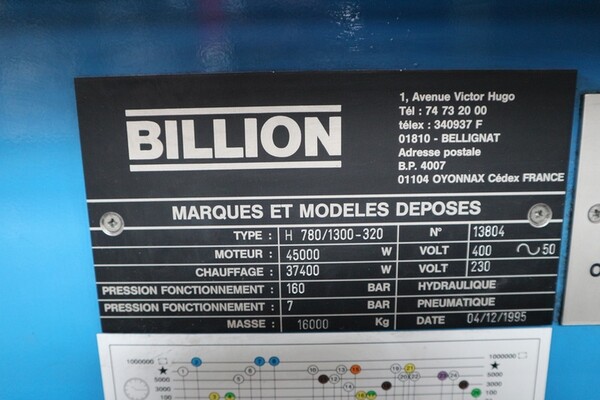 BILLION
1, Avenue Victor Hugo
Tél : 74 73 20 00
télex : 340937 F
01810 - BELLIGNAT
Adresse postale
B.P. 4007
01104 OYONNAX Cédex FRANCE
MARQUES ET MODELES DEPOSES
TYPE : H 780/1300-320 N° 13804
MOTEUR : 45000 W VOLT 400 50
CHAUFFAGE : 37400 W VOLT 230
PRESSION FONCTIONNEMENT : 160 BAR HYDRAULIQUE
PRESSION FONCTIONNEMENT : 7 BAR PNEUMATIQUE
MASSE : 16000 Kg DATE 04/12/1995
1000000 1000000
5000 5000
100 100